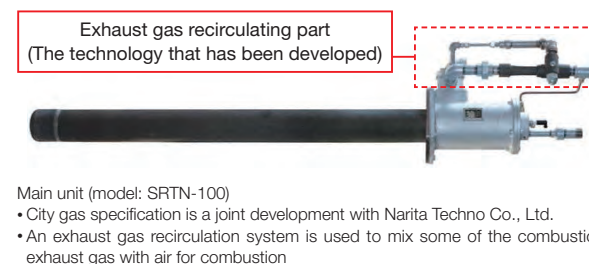 Exhaust gas recirculating part
(The technology that has been developed)
Main unit (model: SRTN-100)
• City gas specification is a joint development with Narita Techno Co., Ltd.
• An exhaust gas recirculation system is used to mix some of the combustio
exhaust gas with air for combustion